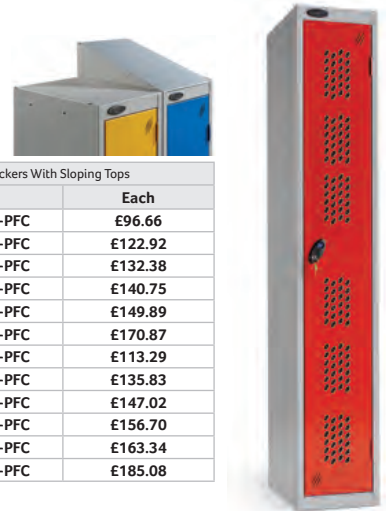 ckers With Sloping Tops
Each
-PFC £96.66
-PFC £122.92
-PFC £132.38
-PFC £140.75
-PFC £149.89
-PFC £170.87
-PFC £113.29
-PFC £135.83
-PFC £147.02
-PFC £156.70
-PFC £163.34
-PFC £185.08